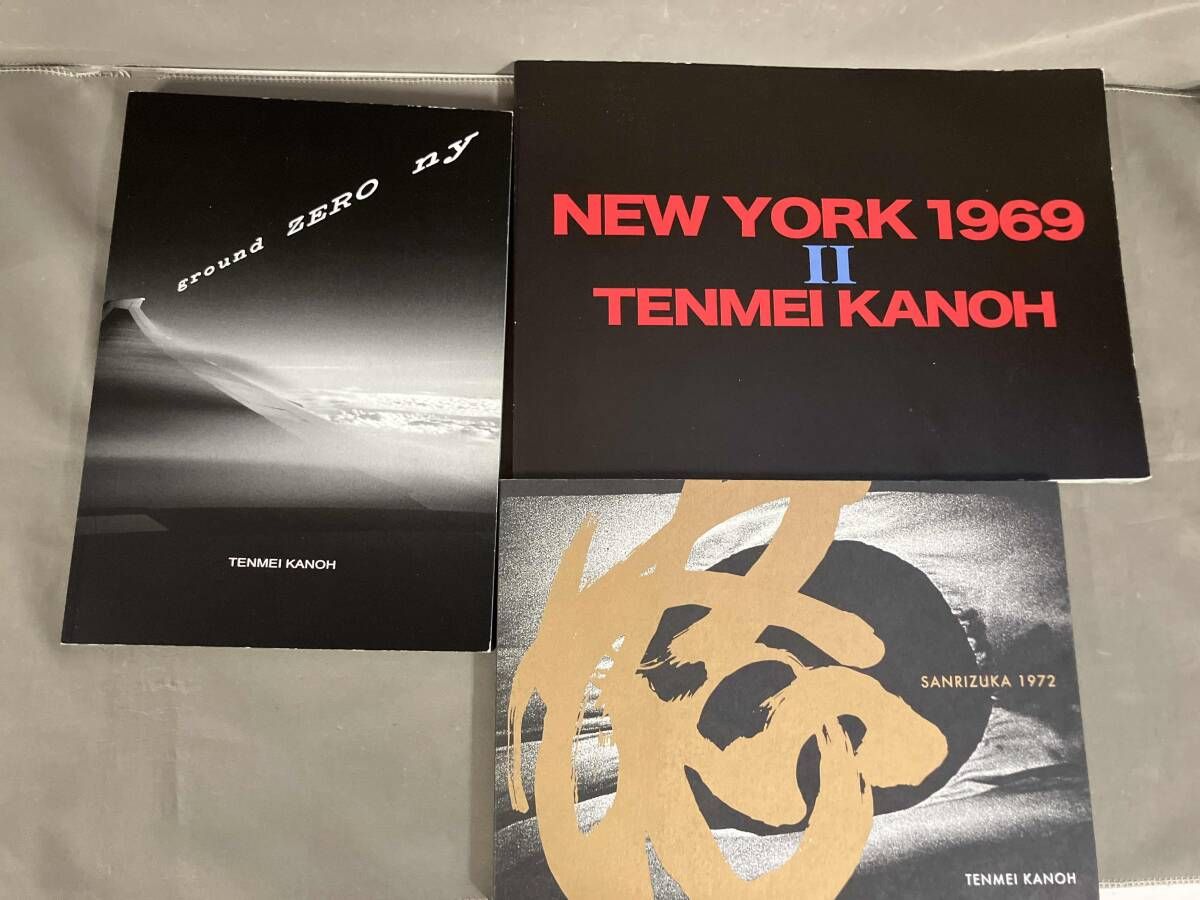 ground ZERO ny
TENMEI KANOH
NEW YORK 1969
II
TENMEI KANOH
SANRIZUKA 1972
TENMEI KANOH